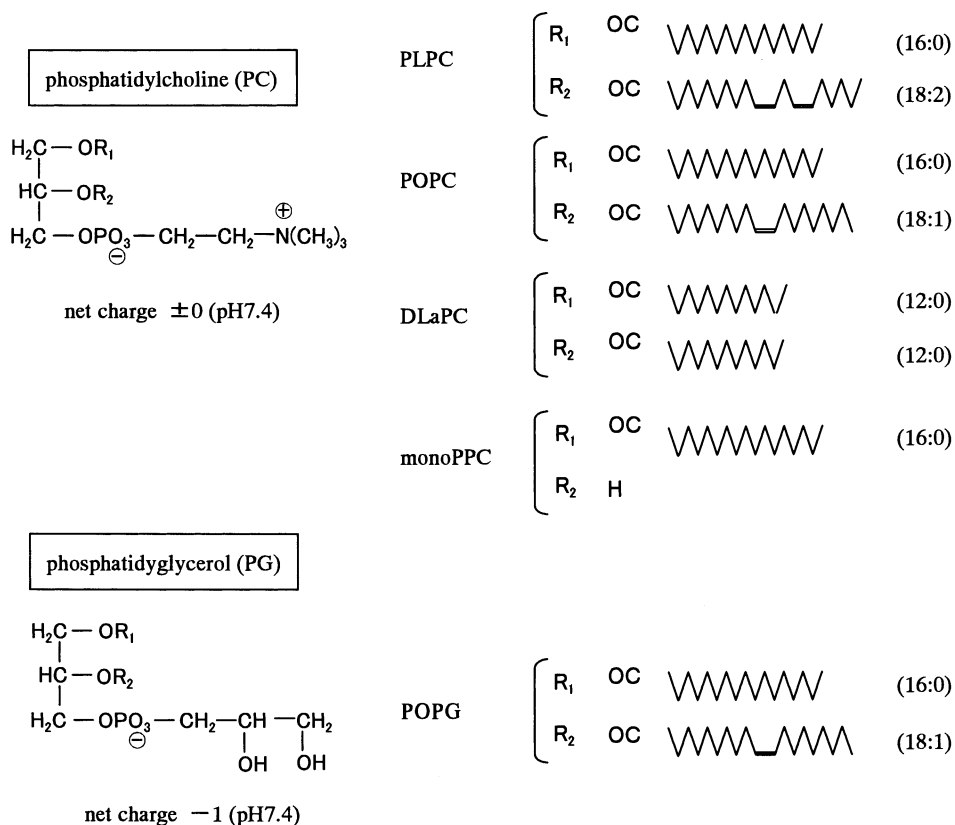 phosphatidylcholine (PC)
H₂C — OR₁
HC — OR₂
H₂C — OPO₃ — CH₂ — CH₂ — N(CH₃)₃
⊕
⊖
net charge ±0 (pH7.4)
PLPC
R₁ OC (16:0)
R₂ OC (18:2)
POPC
R₁ OC (16:0)
R₂ OC (18:1)
DLaPC
R₁ OC (12:0)
R₂ OC (12:0)
monoPPC
R₁ OC (16:0)
R₂ H
phosphatidyglycerol (PG)
H₂C — OR₁
HC — OR₂
H₂C — OPO₃ — CH₂ — CH — CH₂
⊖
OH OH
net charge −1 (pH7.4)
POPG
R₁ OC (16:0)
R₂ OC (18:1)